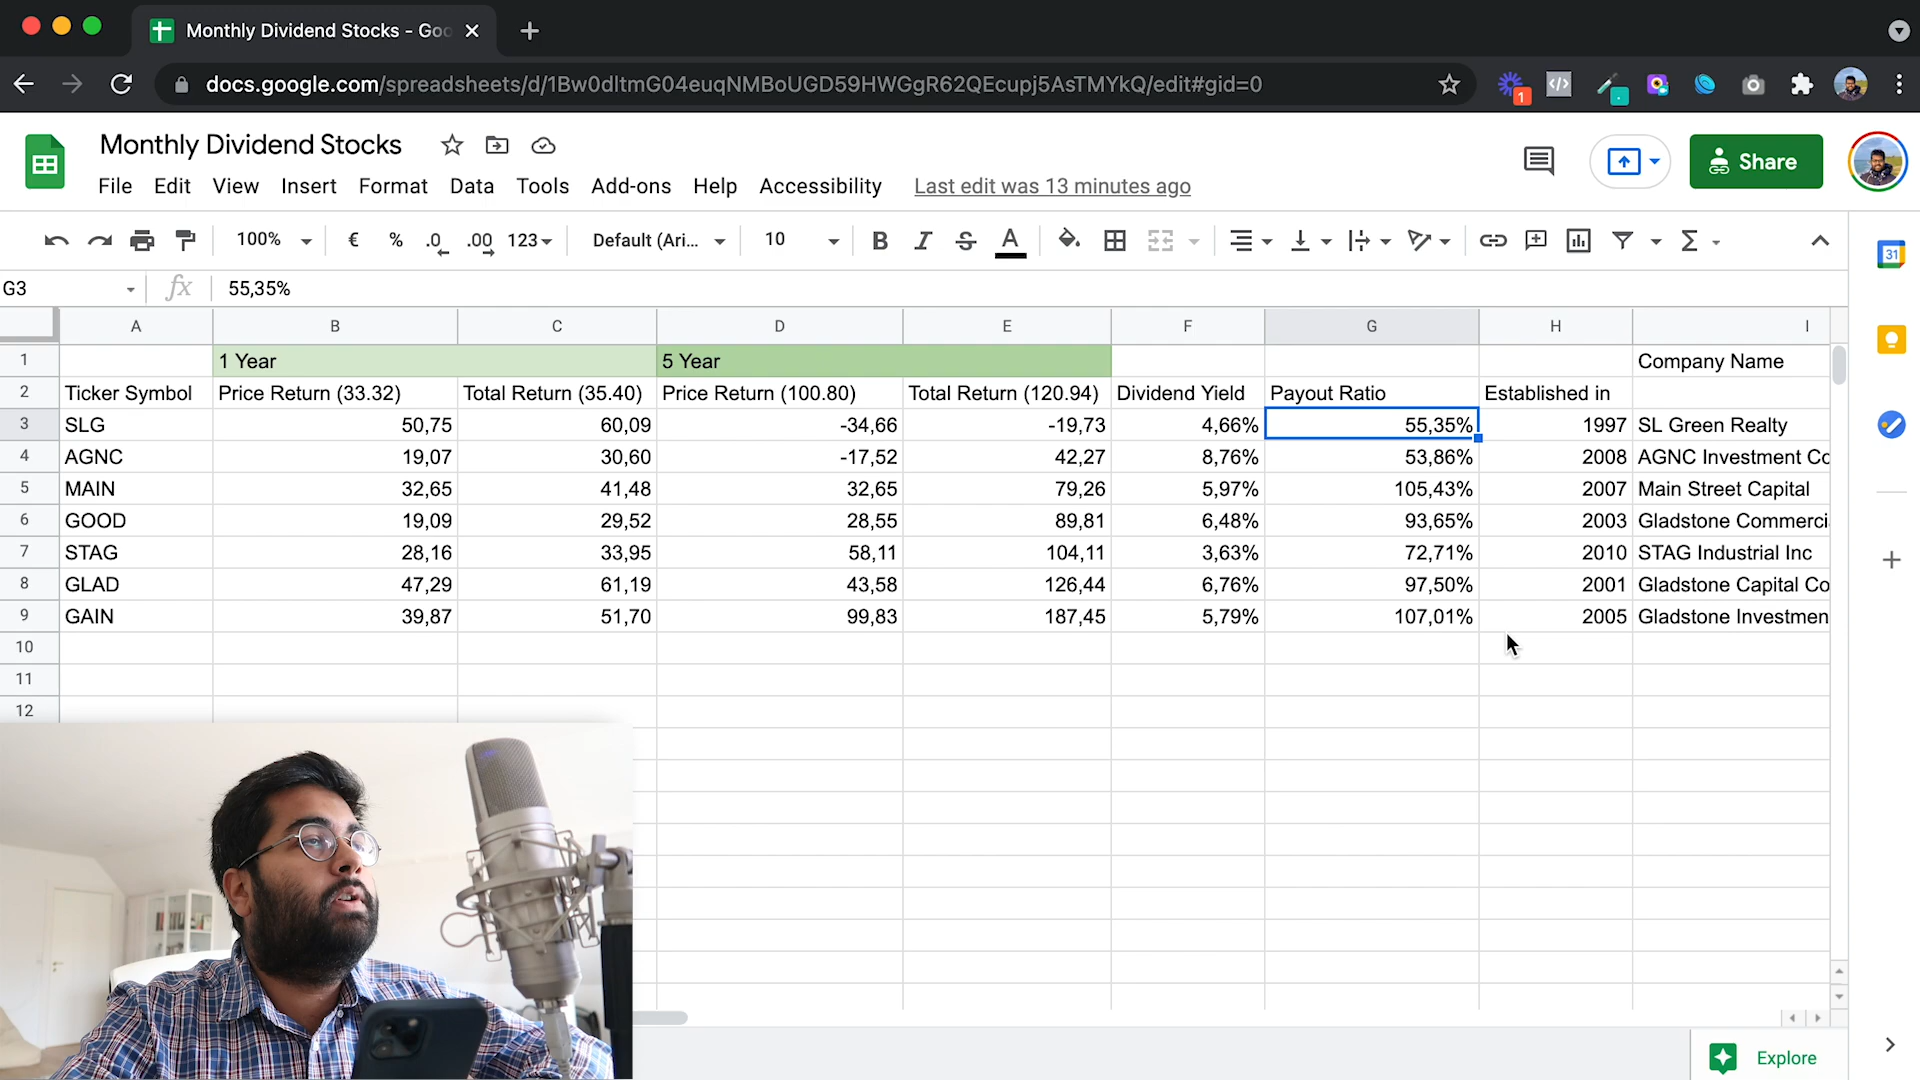 Monthly Dividend Stocks - Goo
docs.google.com/spreadsheets/d/1Bw0dltmG04euqNMBoUGD59HWGgR62QEcupj5AsTMYkQ/edit#gid=0
1
Monthly Dividend Stocks
Share
File Edit View Insert Format Data Tools Add-ons Help Accessibility Last edit was 13 minutes ago
100% € % .0 .00 123 Default (Ari... 10 B I S A Σ
31
G3 fx 55,35%
A B C D E F G H I
1 1 Year 5 Year Company Name
2 Ticker Symbol Price Return (33.32) Total Return (35.40) Price Return (100.80) Total Return (120.94) Dividend Yield Payout Ratio Established in
3 SLG 50,75 60,09 -34,66 -19,73 4,66% 55,35% 1997 SL Green Realty
4 AGNC 19,07 30,60 -17,52 42,27 8,76% 53,86% 2008 AGNC Investment Co
5 MAIN 32,65 41,48 32,65 79,26 5,97% 105,43% 2007 Main Street Capital
6 GOOD 19,09 29,52 28,55 89,81 6,48% 93,65% 2003 Gladstone Commerci
7 STAG 28,16 33,95 58,11 104,11 3,63% 72,71% 2010 STAG Industrial Inc
8 GLAD 47,29 61,19 43,58 126,44 6,76% 97,50% 2001 Gladstone Capital Co
9 GAIN 39,87 51,70 99,83 187,45 5,79% 107,01% 2005 Gladstone Investmen
10
11
12
Explore